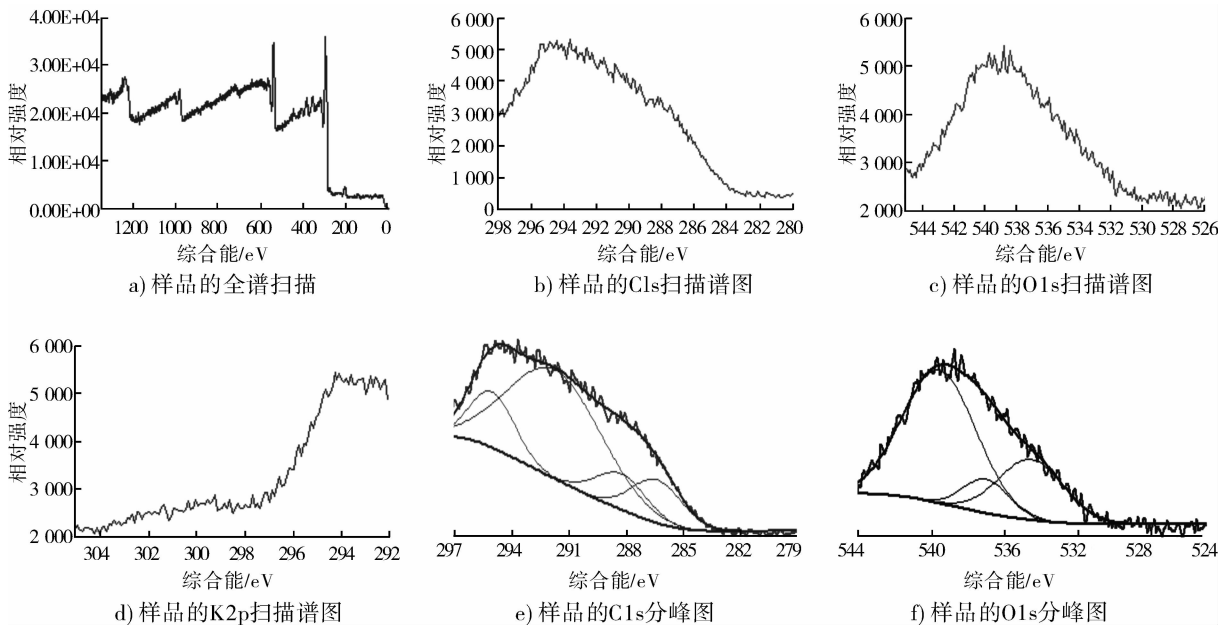 4.00E+04
3.00E+04
2.00E+04
1.00E+04
0.00E+00
相对强度
1200 1000 800 600 400 200 0
综合能/eV
a) 样品的全谱扫描
6 000
5 000
4 000
3 000
2 000
1 000
0
相对强度
298 296 294 292 290 288 286 284 282 280
综合能/eV
b) 样品的Cls扫描谱图
6 000
5 000
4 000
3 000
2 000
相对强度
544 542 540 538 536 534 532 530 528 526
综合能/eV
c) 样品的O1s扫描谱图
6 000
5 000
4 000
3 000
2 000
相对强度
304 302 300 298 296 294 292
综合能/eV
d) 样品的K2p扫描谱图
297 294 291 288 285 282 279
综合能/eV
e) 样品的C1s分峰图
544 540 536 532 528 524
综合能/eV
f) 样品的O1s分峰图